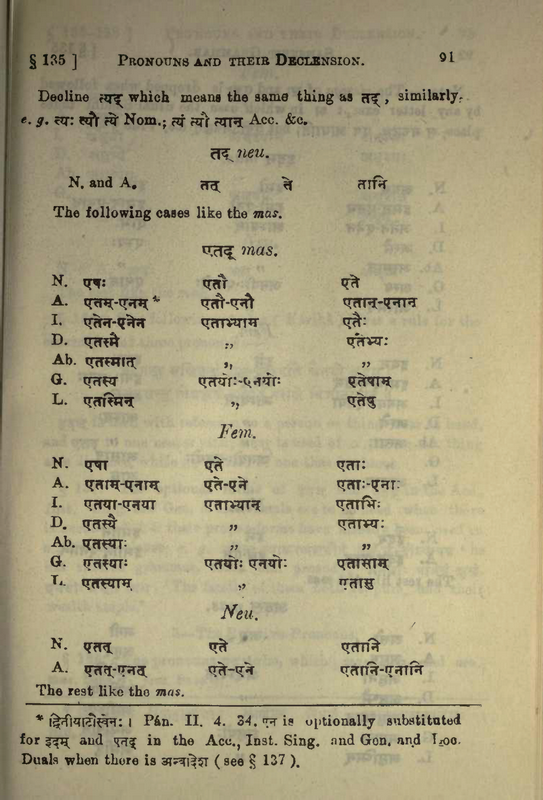 § 135 ] PRONOUNS AND THEIR DECLENSION. 91
Decline त्यद् which means the same thing as तद्, similarly.
e. g. स्यः त्यौ त्ये Nom.; त्यं त्यौ त्यान् Acc. &c.
तद् neu.
N. and A. तद् ते तानि
The following cases like the mas.
एतद् mas.
N. एषः एतौ एते
A. एतम्-एनम् * एतौ-एनौ एतान्-एनान्
I. एतेन-एनेन एताभ्याम एतैः
D. एतस्मै ,, एतेभ्यः
Ab. एतस्मात् ,, ,,
G. एतस्य एतयोः-एनयोः एतेषाम्
L. एतस्मिन् ,, एतेषु
Fem.
N. एषा एते एताः
A. एताम्-एनाम् एते-एने एताः-एनाः
I. एतया-एनया एताभ्यान् एताभिः
D. एतस्यै ,, एताभ्यः
Ab. एतस्याः ,, ,,
G. एतस्याः एतयोः एनयोः एतासाम्
L. एतस्याम् ,, एतासु
Neu.
N. एतत् एते एतानि
A. एतत्-एनत् एते-एने एतानि-एनानि
The rest like the mas.
* द्वितीयाटौस्स्वेनः । Pán. II. 4. 34. एन is optionally substituted
for इदम् and एतद् in the Acc., Inst. Sing. and Gen. and Loc.
Duals when there is अन्वादेश ( see § 137 ).